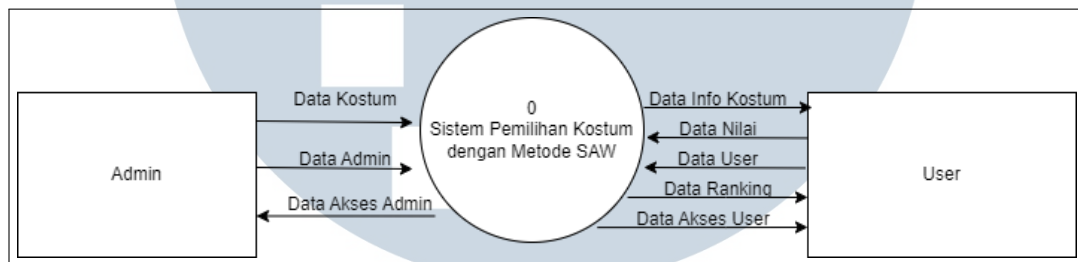 Admin
Data Kostum
Data Admin
Data Akses Admin
0
Sistem Pemilihan Kostum
dengan Metode SAW
Data Info Kostum
Data Nilai
Data User
Data Ranking
Data Akses User
User